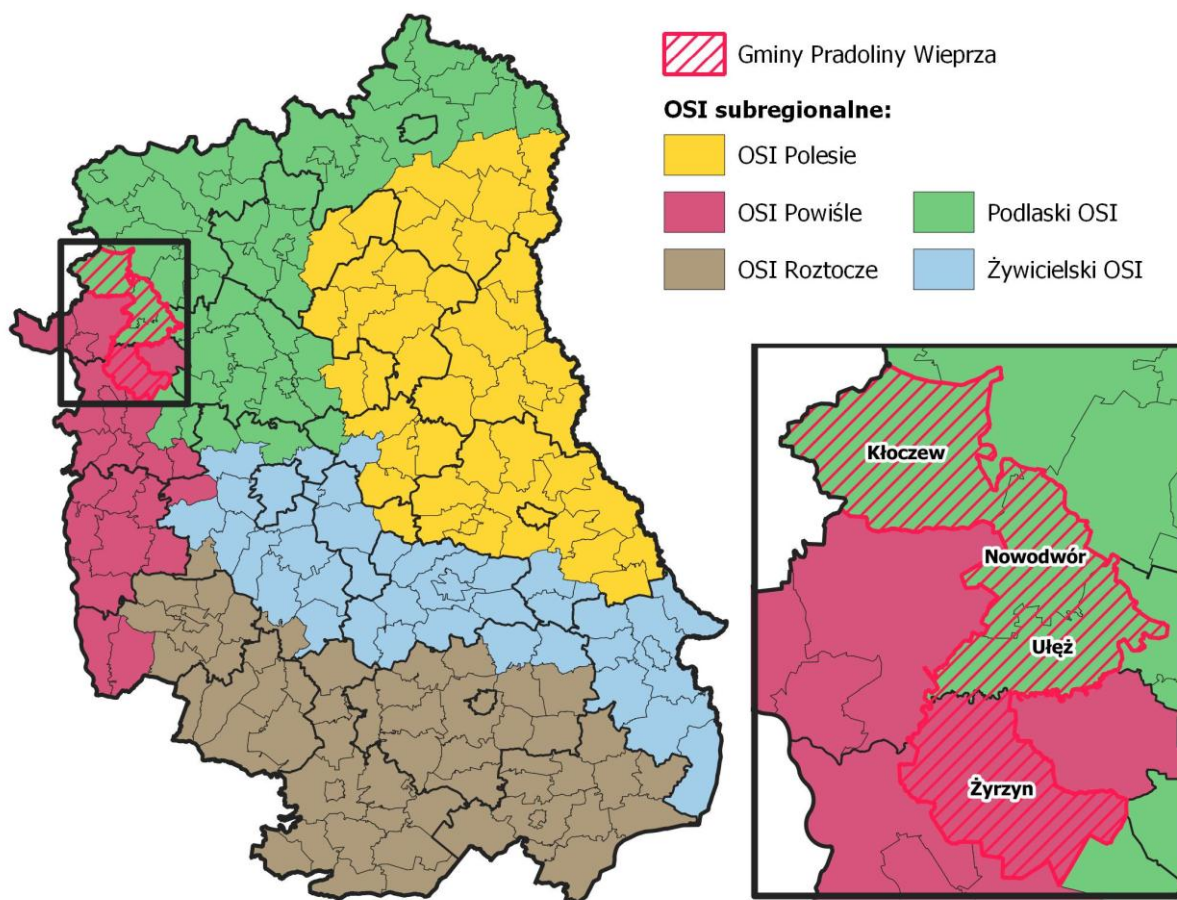 Gminy Pradoliny Wieprza
OSI subregionalne:
OSI Polesie
OSI Powiśle
Podlaski OSI
OSI Roztocze
Żywicielski OSI
Kłoczew
Nowodwór
Ułęż
Żyrzyn